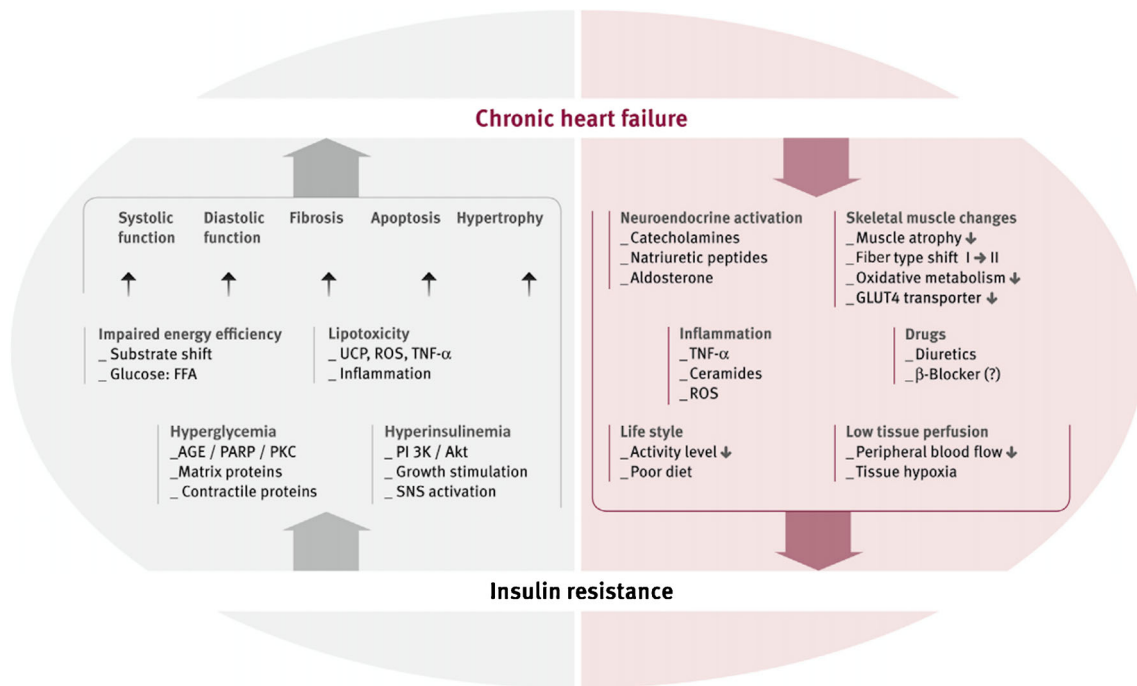 Chronic heart failure
Systolic
function
Diastolic
function
Fibrosis
Apoptosis
Hypertrophy
Impaired energy efficiency
_ Substrate shift
_ Glucose: FFA
Lipotoxicity
_ UCP, ROS, TNF-α
_ Inflammation
Hyperglycemia
_AGE / PARP / PKC
_Matrix proteins
_ Contractile proteins
Hyperinsulinemia
_ PI 3K / Akt
_ Growth stimulation
_ SNS activation
Neuroendocrine activation
_Catecholamines
_Natriuretic peptides
_Aldosterone
Skeletal muscle changes
_Muscle atrophy ↓
_Fiber type shift I → II
_Oxidative metabolism ↓
_GLUT4 transporter ↓
Inflammation
_TNF-α
_Ceramides
_ROS
Drugs
_Diuretics
_β-Blocker (?)
Life style
_Activity level ↓
_Poor diet
Low tissue perfusion
_Peripheral blood flow ↓
_Tissue hypoxia
Insulin resistance